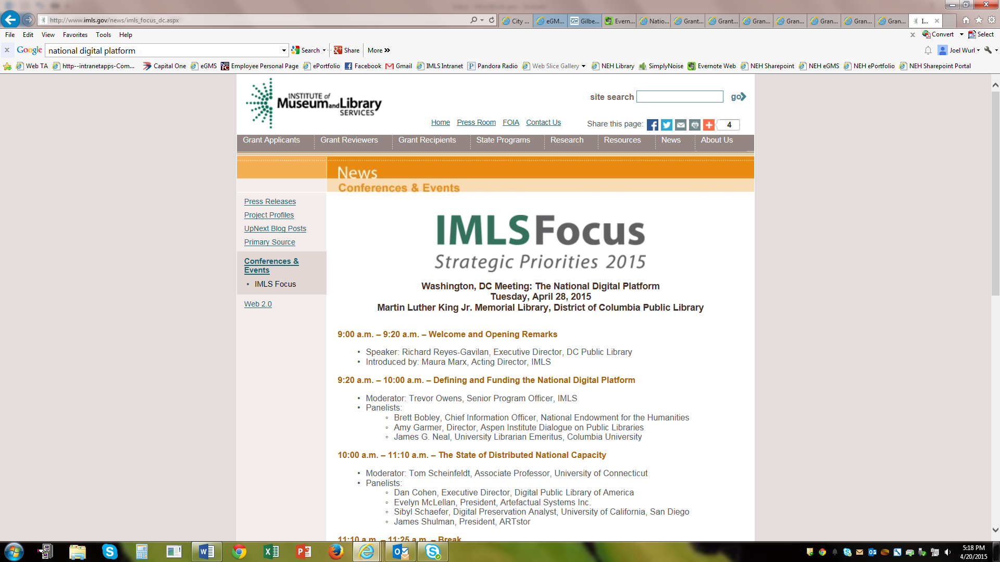 http://www.imls.gov/news/imls_focus_dc.aspx
City ...
eGM...
Gilbe...
Evern...
Natio...
Grant...
Grant...
Gran...
Gran...
Gran...
Gran...
Gran...
I...
File Edit View Favorites Tools Help
Convert Select
Google national digital platform Search Share More »
Joel Wurl
Web TA http--intranetapps-Com... Capital One eGMS Employee Personal Page ePortfolio Facebook Gmail IMLS Intranet Pandora Radio Web Slice Gallery NEH Library SimplyNoise Evernote Web NEH Sharepoint NEH eGMS NEH ePortfolio NEH Sharepoint Portal
INSTITUTE of
Museum and Library
SERVICES
site search go
Home Press Room FOIA Contact Us
Share this page: 4
Grant Applicants Grant Reviewers Grant Recipients State Programs Research Resources News About Us
News
Conferences & Events
Press Releases
Project Profiles
UpNext Blog Posts
Primary Source
Conferences &
Events
• IMLS Focus
Web 2.0
IMLSFocus
Strategic Priorities 2015
Washington, DC Meeting: The National Digital Platform
Tuesday, April 28, 2015
Martin Luther King Jr. Memorial Library, District of Columbia Public Library
9:00 a.m. – 9:20 a.m. – Welcome and Opening Remarks
• Speaker: Richard Reyes-Gavilan, Executive Director, DC Public Library
• Introduced by: Maura Marx, Acting Director, IMLS
9:20 a.m. – 10:00 a.m. – Defining and Funding the National Digital Platform
• Moderator: Trevor Owens, Senior Program Officer, IMLS
• Panelists:
◦ Brett Bobley, Chief Information Officer, National Endowment for the Humanities
◦ Amy Garmer, Director, Aspen Institute Dialogue on Public Libraries
◦ James G. Neal, University Librarian Emeritus, Columbia University
10:00 a.m. – 11:10 a.m. – The State of Distributed National Capacity
• Moderator: Tom Scheinfeldt, Associate Professor, University of Connecticut
• Panelists:
◦ Dan Cohen, Executive Director, Digital Public Library of America
◦ Evelyn McLellan, President, Artefactual Systems Inc.
◦ Sibyl Schaefer, Digital Preservation Analyst, University of California, San Diego
◦ James Shulman, President, ARTstor
11:10 a.m. – 11:25 a.m. – Break
5:18 PM
4/20/2015